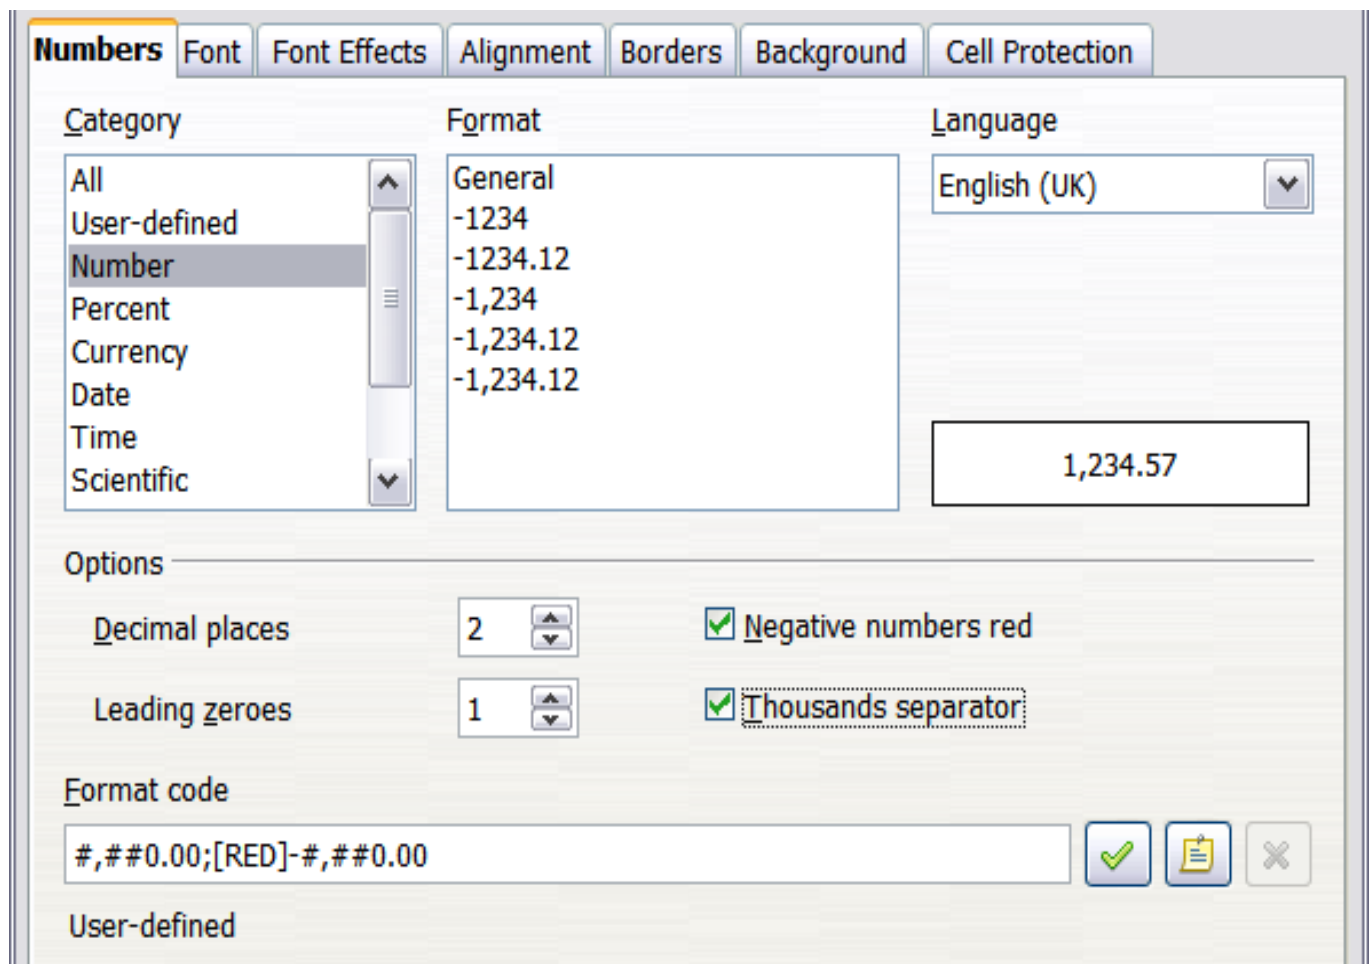 Numbers Font Font Effects Alignment Borders Background Cell Protection
Category Format Language
All
User-defined
Number
Percent
Currency
Date
Time
Scientific
General
-1234
-1234.12
-1,234
-1,234.12
-1,234.12
English (UK)
1,234.57
Options
Decimal places 2 Negative numbers red
Leading zeroes 1 Thousands separator
Format code
#,##0.00;[RED]-#,##0.00
User-defined